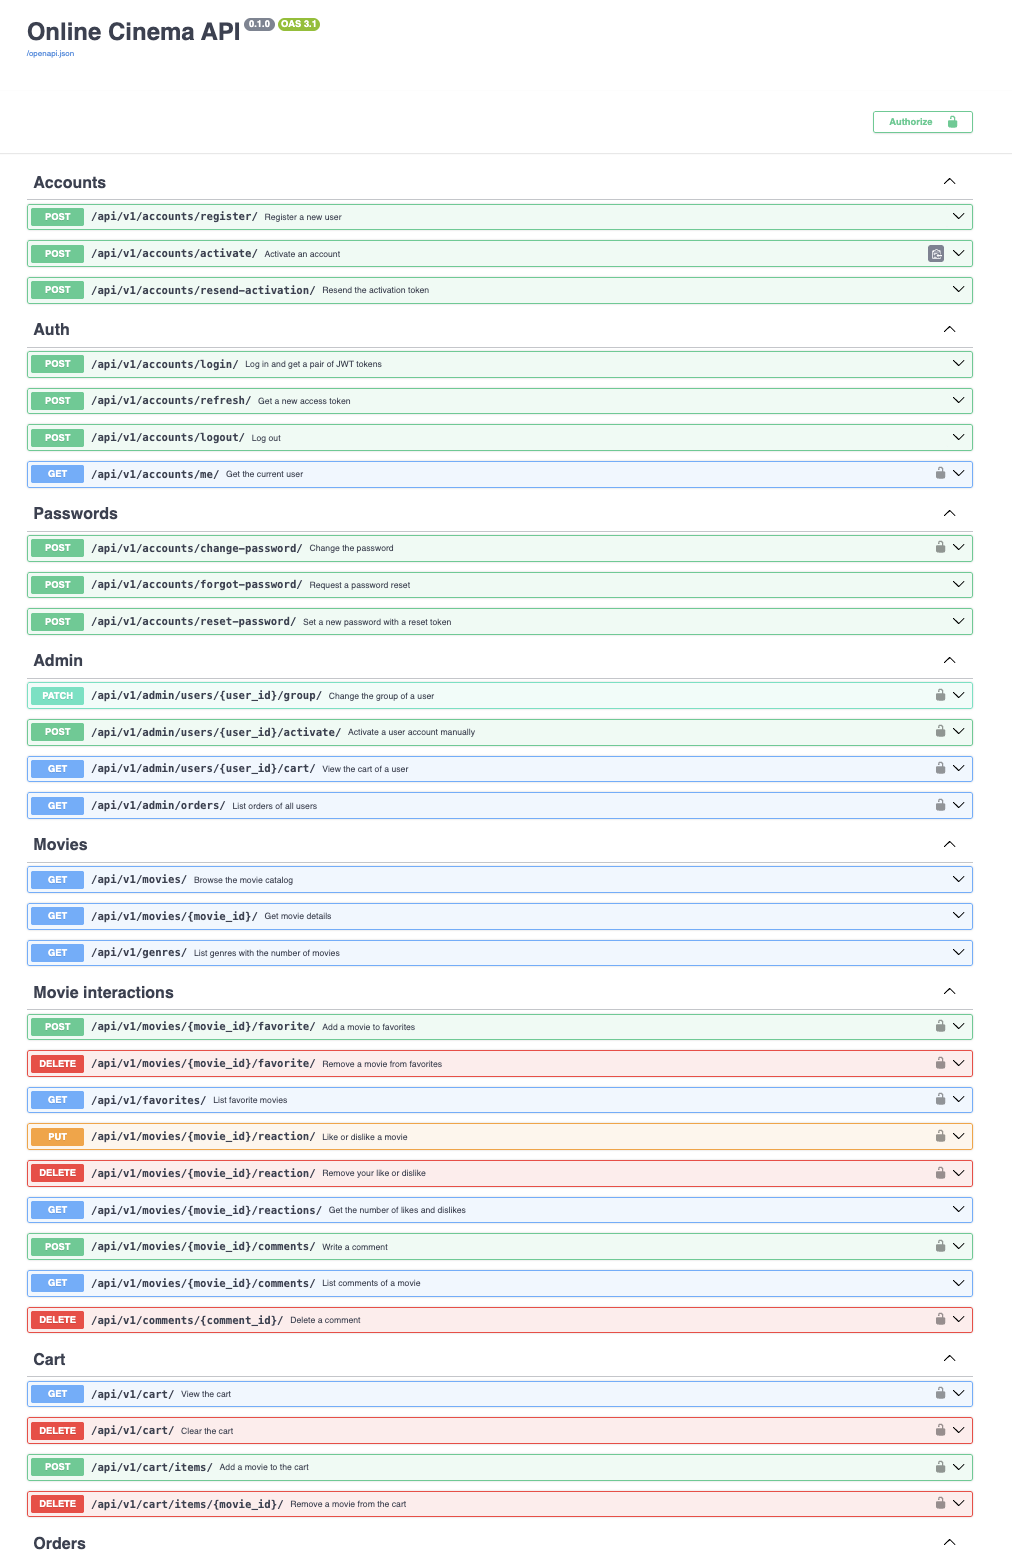 Online Cinema API 0.1.0 OAS 3.1
/openapi.json
Authorize
Accounts
POST /api/v1/accounts/register/ Register a new user
POST /api/v1/accounts/activate/ Activate an account
POST /api/v1/accounts/resend-activation/ Resend the activation token
Auth
POST /api/v1/accounts/login/ Log in and get a pair of JWT tokens
POST /api/v1/accounts/refresh/ Get a new access token
POST /api/v1/accounts/logout/ Log out
GET /api/v1/accounts/me/ Get the current user
Passwords
POST /api/v1/accounts/change-password/ Change the password
POST /api/v1/accounts/forgot-password/ Request a password reset
POST /api/v1/accounts/reset-password/ Set a new password with a reset token
Admin
PATCH /api/v1/admin/users/{user_id}/group/ Change the group of a user
POST /api/v1/admin/users/{user_id}/activate/ Activate a user account manually
GET /api/v1/admin/users/{user_id}/cart/ View the cart of a user
GET /api/v1/admin/orders/ List orders of all users
Movies
GET /api/v1/movies/ Browse the movie catalog
GET /api/v1/movies/{movie_id}/ Get movie details
GET /api/v1/genres/ List genres with the number of movies
Movie interactions
POST /api/v1/movies/{movie_id}/favorite/ Add a movie to favorites
DELETE /api/v1/movies/{movie_id}/favorite/ Remove a movie from favorites
GET /api/v1/favorites/ List favorite movies
PUT /api/v1/movies/{movie_id}/reaction/ Like or dislike a movie
DELETE /api/v1/movies/{movie_id}/reaction/ Remove your like or dislike
GET /api/v1/movies/{movie_id}/reactions/ Get the number of likes and dislikes
POST /api/v1/movies/{movie_id}/comments/ Write a comment
GET /api/v1/movies/{movie_id}/comments/ List comments of a movie
DELETE /api/v1/comments/{comment_id}/ Delete a comment
Cart
GET /api/v1/cart/ View the cart
DELETE /api/v1/cart/ Clear the cart
POST /api/v1/cart/items/ Add a movie to the cart
DELETE /api/v1/cart/items/{movie_id}/ Remove a movie from the cart
Orders